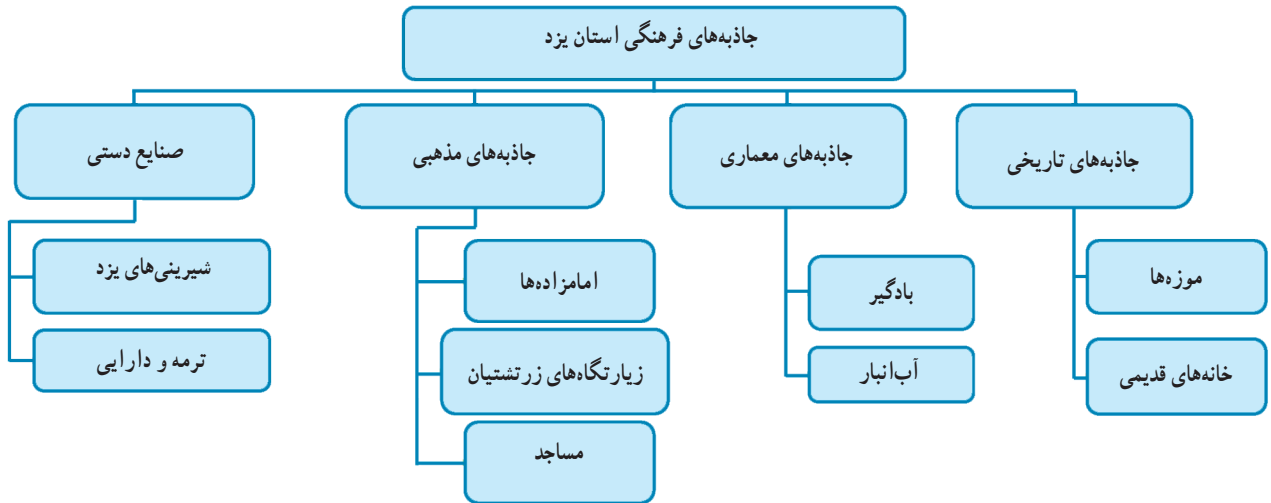 جاذبه‌های فرهنگی استان یزد
جاذبه‌های تاریخی
موزه‌ها
خانه‌های قدیمی
جاذبه‌های معماری
بادگیر
آب‌انبار
جاذبه‌های مذهبی
امامزاده‌ها
زیارتگاه‌های زرتشتیان
مساجد
صنایع دستی
شیرینی‌های یزد
ترمه و دارایی